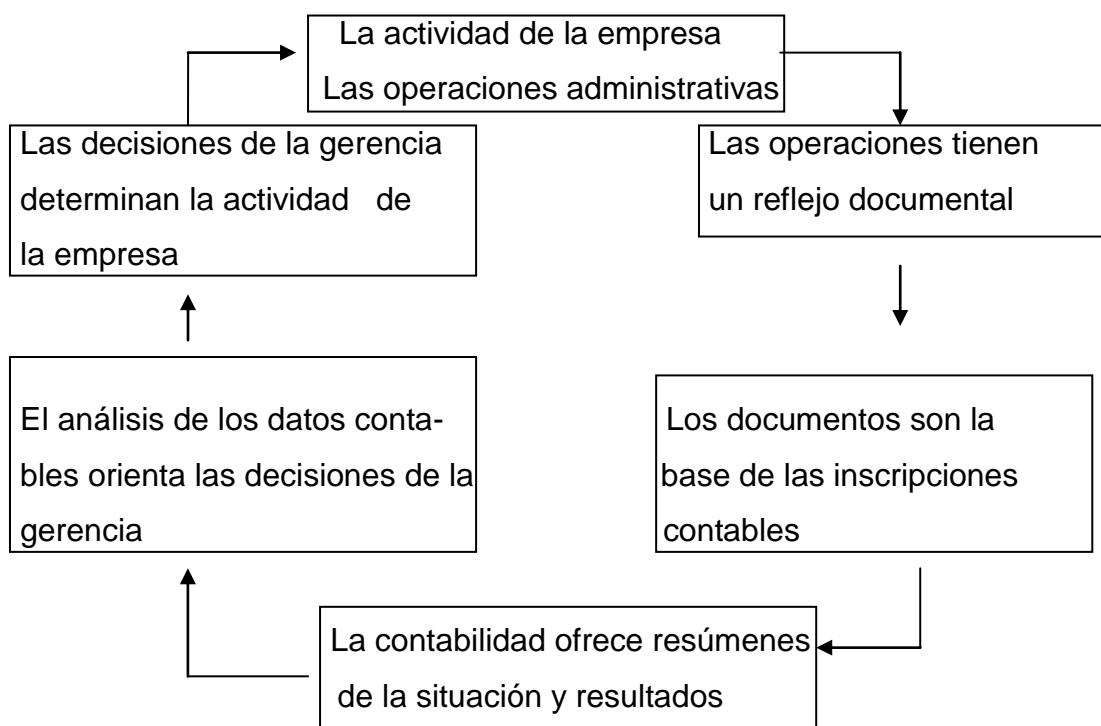 La actividad de la empresa
Las operaciones administrativas
Las operaciones tienen
un reflejo documental
Los documentos son la
base de las inscripciones
contables
La contabilidad ofrece resúmenes
de la situación y resultados
El análisis de los datos conta-
bles orienta las decisiones de la
gerencia
Las decisiones de la gerencia
determinan la actividad de
la empresa